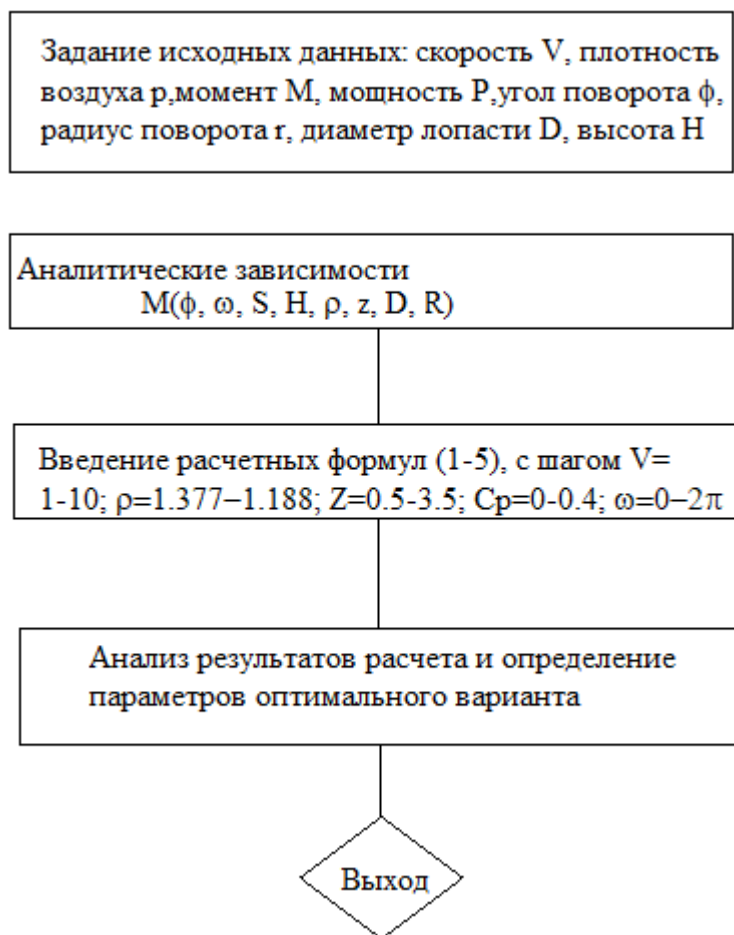 Задание исходных данных: скорость V, плотность
воздуха p,момент M, мощность P,угол поворота ϕ,
радиус поворота r, диаметр лопасти D, высота H
Аналитические зависимости
M(ϕ, ω, S, H, ρ, z, D, R)
Введение расчетных формул (1-5), с шагом V=
1-10; ρ=1.377−1.188; Z=0.5-3.5; Cp=0-0.4; ω=0−2π
Анализ результатов расчета и определение
параметров оптимального варианта
Выход